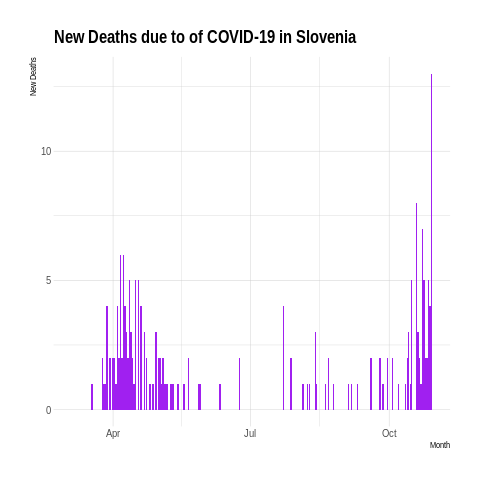 New Deaths due to of COVID-19 in Slovenia
New Deaths
10
5
0
Apr
Jul
Oct
Month